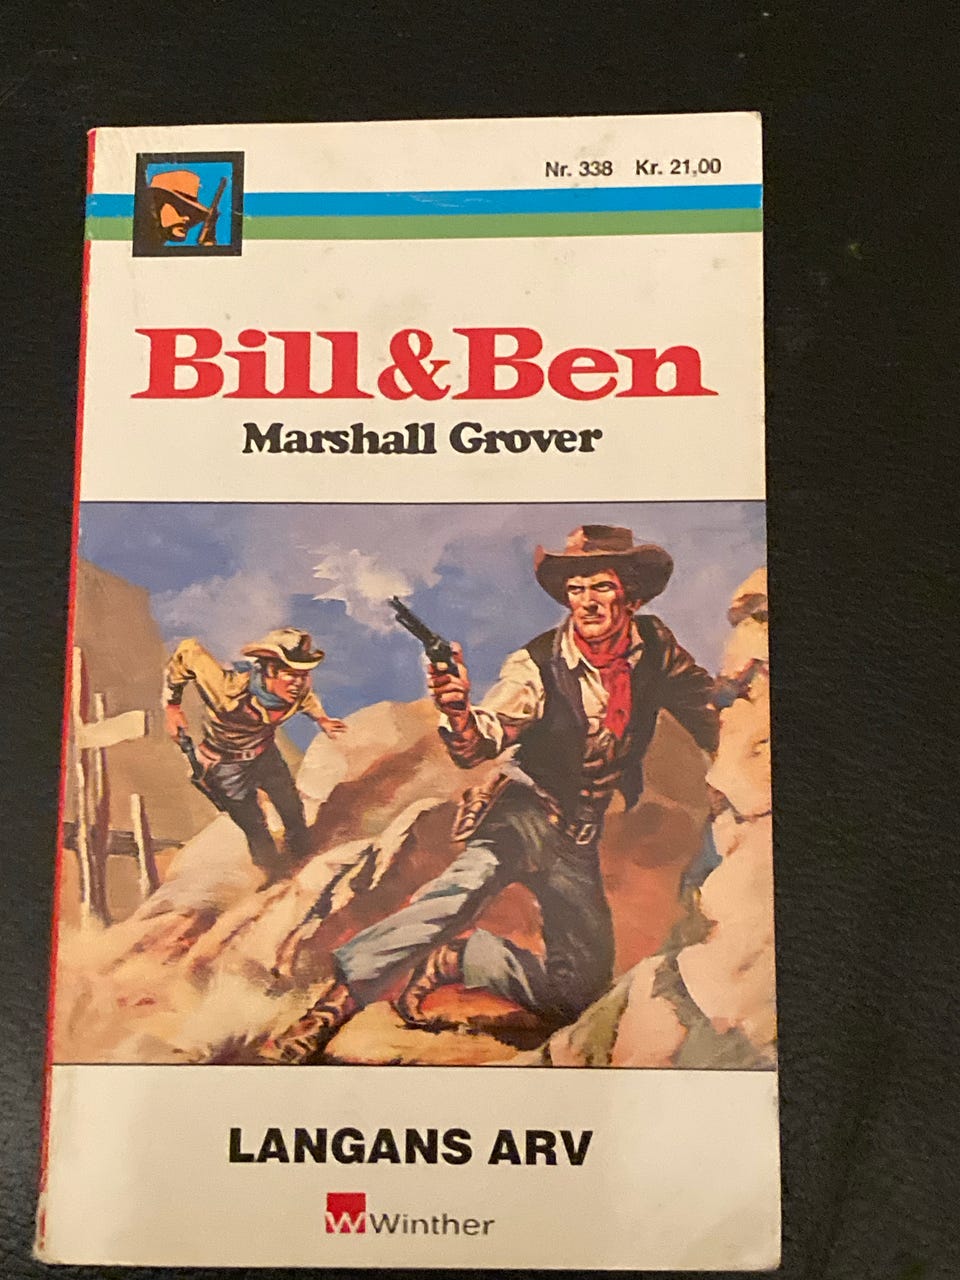 Nr. 338 Kr. 21,00
Bill & Ben
Marshall Grover
LANGANS ARV
W Winther